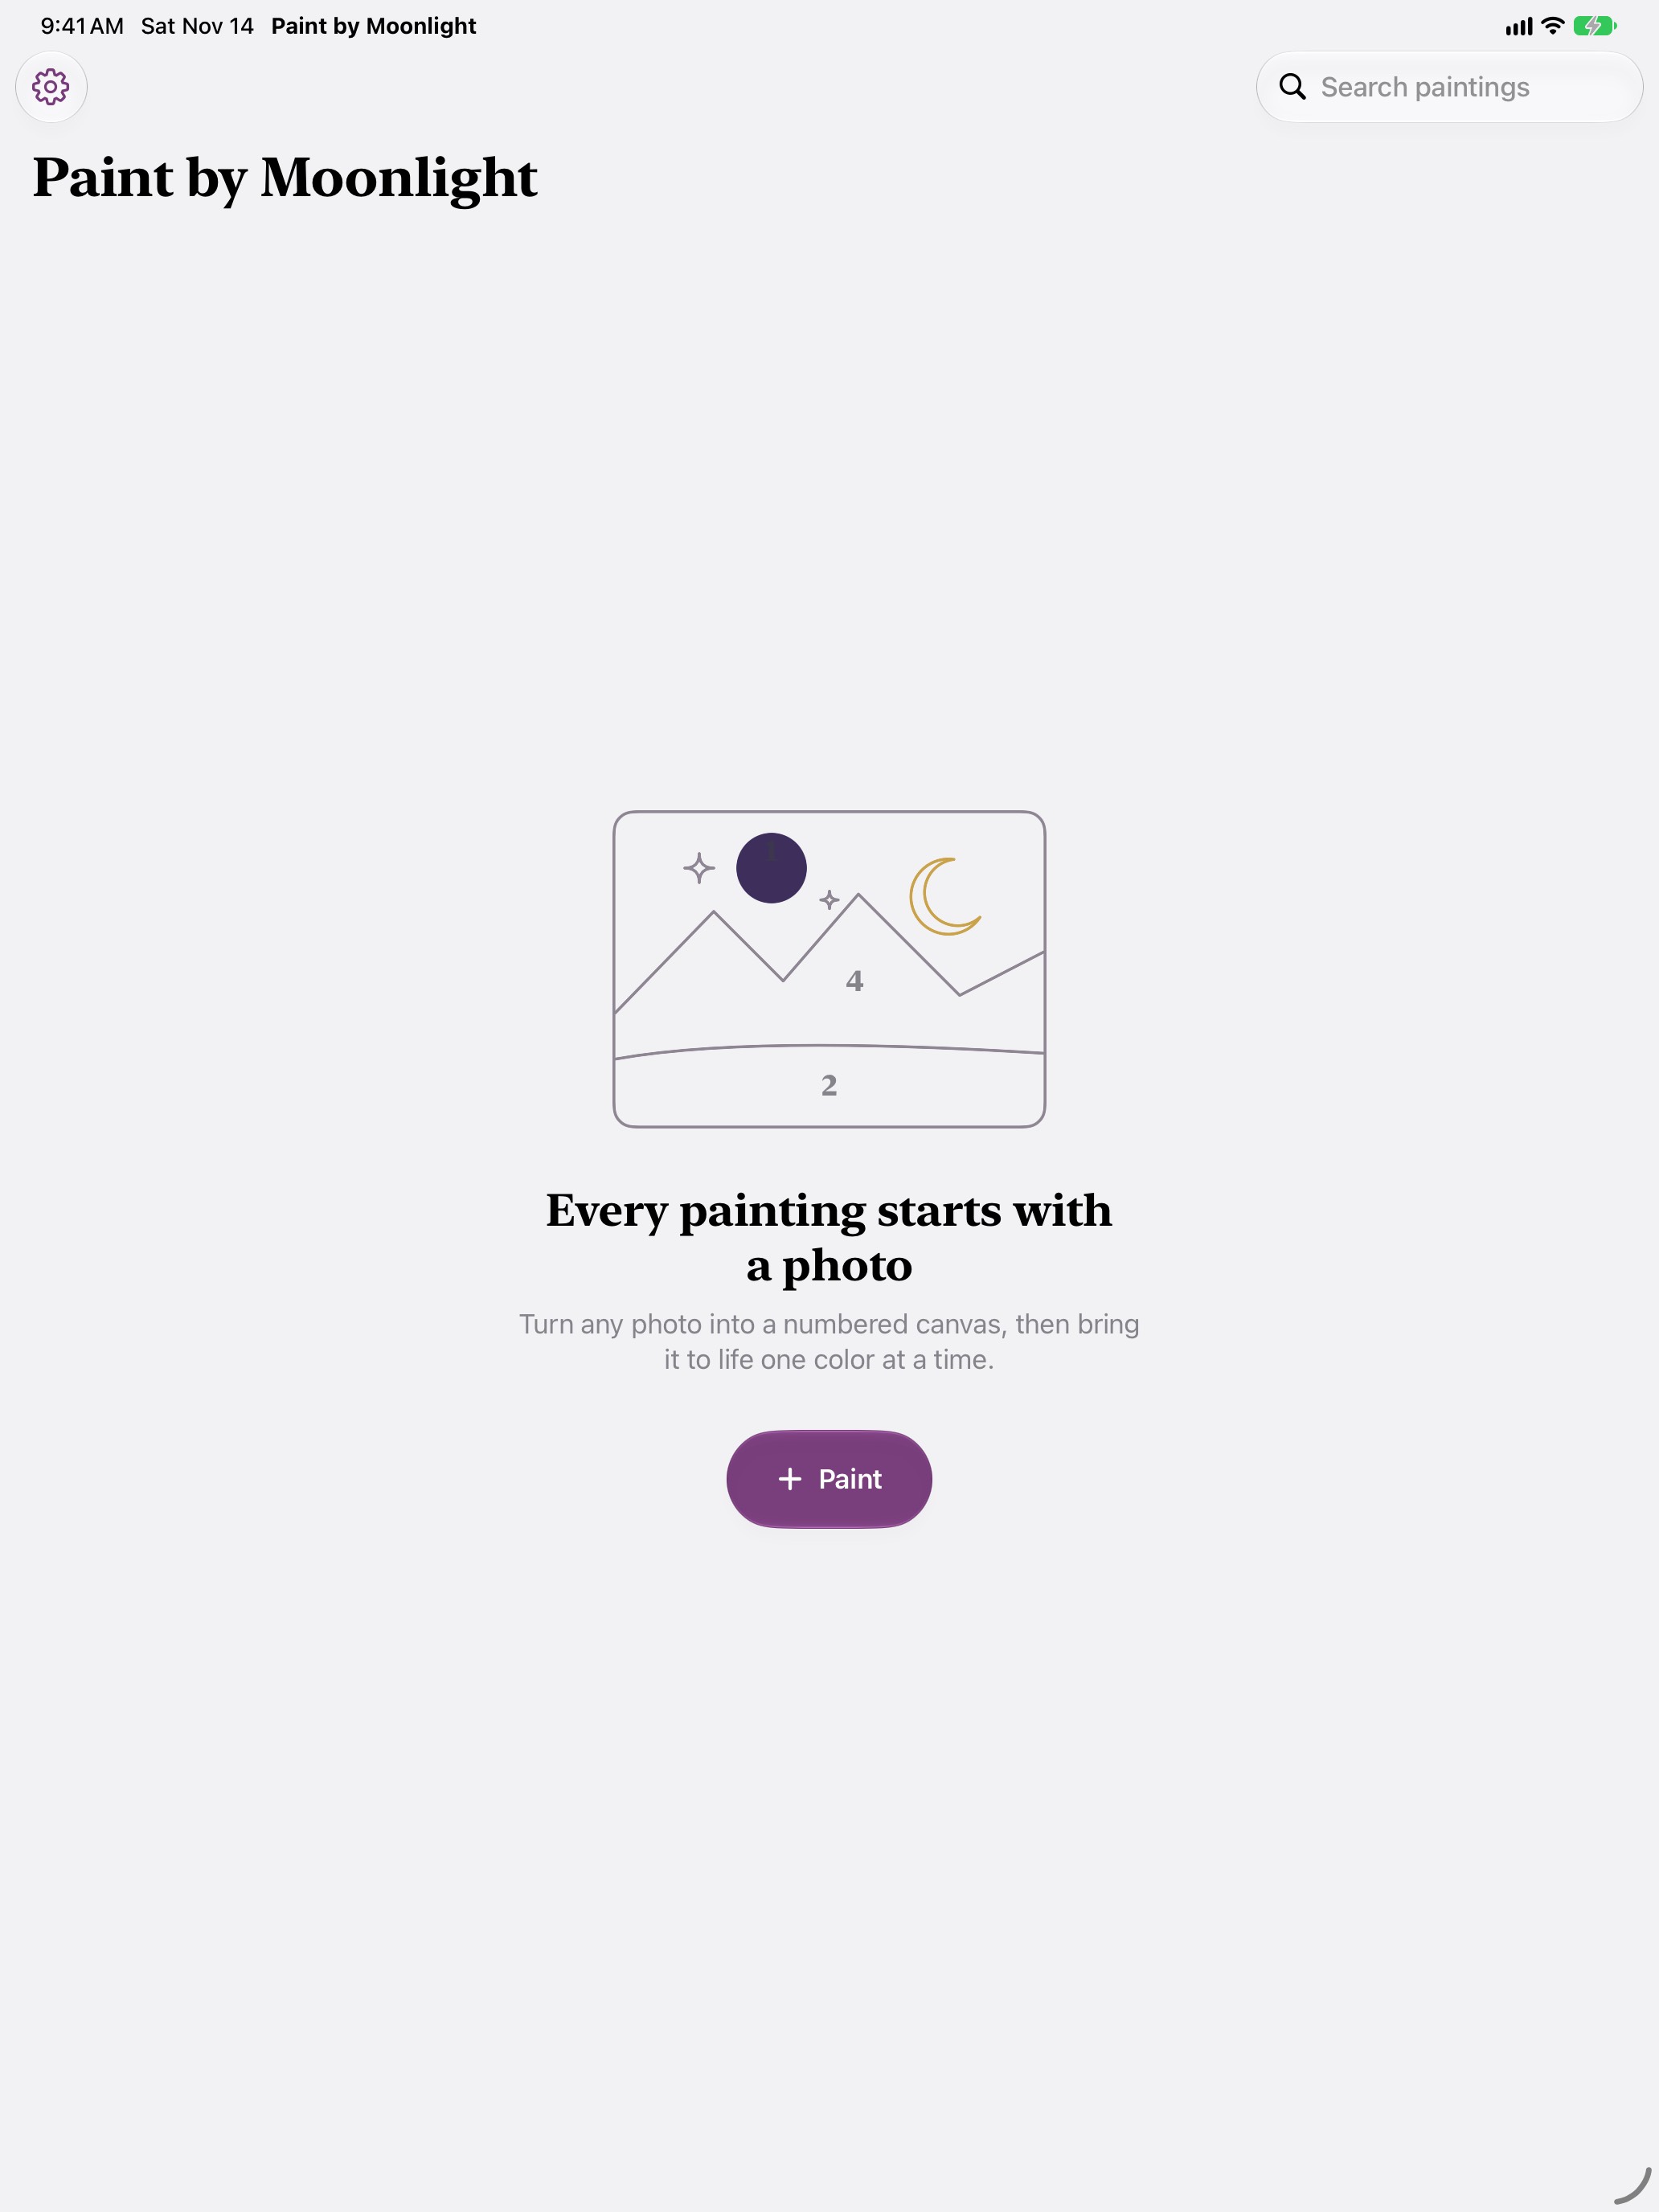 9:41 AM Sat Nov 14 Paint by Moonlight
Search paintings
Paint by Moonlight
1
4
2
Every painting starts with
a photo
Turn any photo into a numbered canvas, then bring
it to life one color at a time.
+ Paint